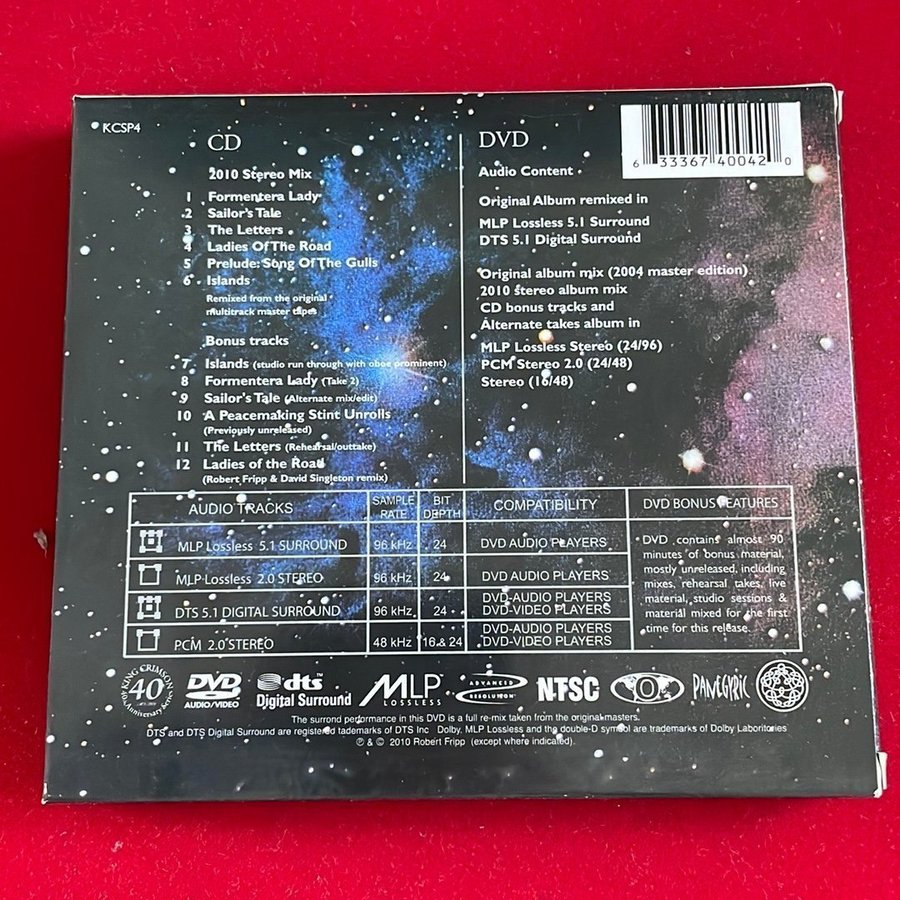 KCSP4
CD
2010 Stereo Mix
1 Formentera Lady
2 Sailor's Tale
3 The Letters
4 Ladies Of The Road
5 Prelude: Song Of The Gulls
6 Islands
Remixed from the original
multitrack master tapes
Bonus tracks
7 Islands (studio run through with oboe prominent)
8 Formentera Lady (Take 2)
9 Sailor's Tale (Alternate mix/edit)
10 A Peacemaking Stint Unrolls
(Previously unreleased)
11 The Letters (Rehearsal/outtake)
12 Ladies of the Road
(Robert Fripp & David Singleton remix)
DVD
Audio Content
Original Album remixed in
MLP Lossless 5.1 Surround
DTS 5.1 Digital Surround
Original album mix (2004 master edition)
2010 stereo album mix
CD bonus tracks and
Alternate takes album in
MLP Lossless Stereo (24/96)
PCM Stereo 2.0 (24/48)
Stereo (16/48)
6 33367 40042 0
AUDIO TRACKS SAMPLE RATE BIT DEPTH COMPATIBILITY DVD BONUS FEATURES
MLP Lossless 5.1 SURROUND 96 kHz 24 DVD AUDIO PLAYERS
MLP Lossless 2.0 STEREO 96 kHz 24 DVD AUDIO PLAYERS
DTS 5.1 DIGITAL SURROUND 96 kHz 24 DVD-AUDIO PLAYERS
DVD-VIDEO PLAYERS
PCM 2.0 STEREO 48 kHz 16 & 24 DVD-AUDIO PLAYERS
DVD-VIDEO PLAYERS
DVD contains almost 90
minutes of bonus material,
mostly unreleased, including
mixes, rehearsal takes, live
material, studio sessions &
material mixed for the first
time for this release.
KING CRIMSON 40 40th Anniversary Series
DVD AUDIO/VIDEO
dts Digital Surround
MLP LOSSLESS
ADVANCED RESOLUTION
NTSC
0
PANEGYRIC
The surrond performance in this DVD is a full re-mix taken from the original masters.
DTS and DTS Digital Surround are registered trademarks of DTS Inc Dolby. MLP Lossless and the double-D symbol are trademarks of Dolby Laboritories
℗ & © 2010 Robert Fripp (except where indicated).